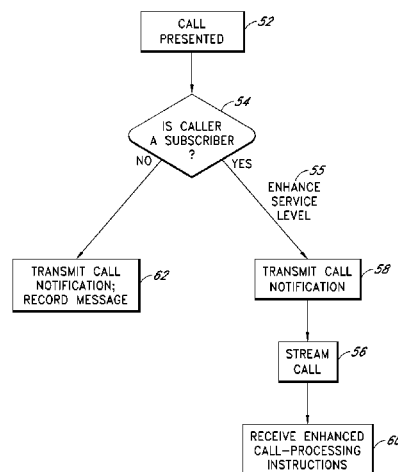 CALL
PRESENTED
52
IS CALLER
A SUBSCRIBER
?
54
NO
YES
55
ENHANCE
SERVICE
LEVEL
TRANSMIT CALL
NOTIFICATION;
RECORD MESSAGE
62
TRANSMIT CALL
NOTIFICATION
58
STREAM
CALL
56
RECEIVE ENHANCED
CALL-PROCESSING
INSTRUCTIONS
60